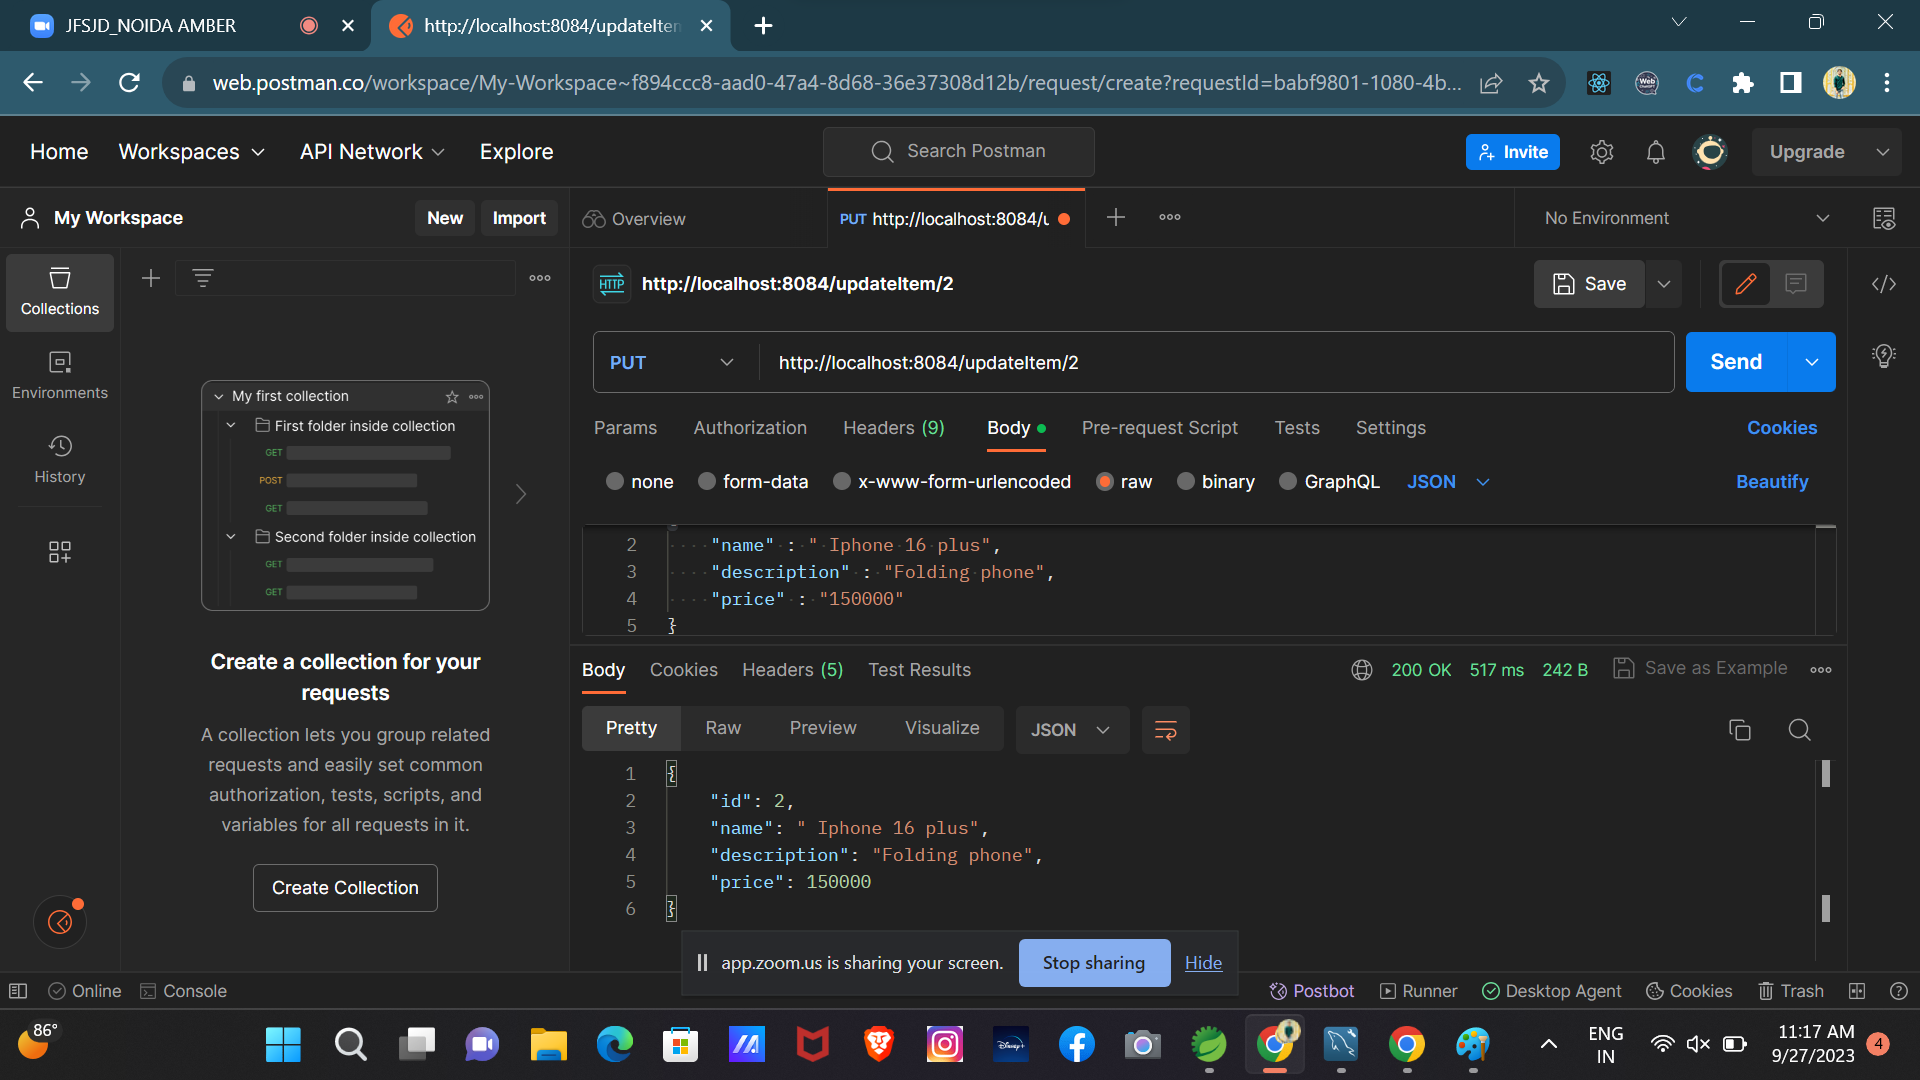 JFSJD_NOIDA AMBER
http://localhost:8084/updateItem
web.postman.co/workspace/My-Workspace~f894ccc8-aad0-47a4-8d68-36e37308d12b/request/create?requestId=babf9801-1080-4b...
Home Workspaces API Network Explore
Search Postman
Invite
Upgrade
My Workspace
New Import
Overview
PUT http://localhost:8084/u
No Environment
Collections
Environments
History
My first collection
First folder inside collection
GET
POST
GET
Second folder inside collection
GET
GET
Create a collection for your
requests
A collection lets you group related
requests and easily set common
authorization, tests, scripts, and
variables for all requests in it.
Create Collection
HTTP http://localhost:8084/updateItem/2
Save
PUT http://localhost:8084/updateItem/2
Send
Params Authorization Headers (9) Body Pre-request Script Tests Settings Cookies
none form-data x-www-form-urlencoded raw binary GraphQL JSON Beautify
2 "name" : " Iphone 16 plus",
3 "description" : "Folding phone",
4 "price" : "150000"
5 }
Body Cookies Headers (5) Test Results 200 OK 517 ms 242 B Save as Example
Pretty Raw Preview Visualize JSON
1 {
2 "id": 2,
3 "name": " Iphone 16 plus",
4 "description": "Folding phone",
5 "price": 150000
6 }
app.zoom.us is sharing your screen. Stop sharing Hide
Online Console Postbot Runner Desktop Agent Cookies Trash
86°
Disney+
ENG
IN
11:17 AM
9/27/2023
4